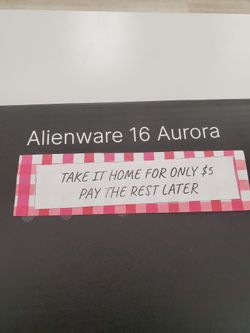 Alienware 16 Aurora
TAKE IT HOME FOR ONLY $5
PAY THE REST LATER